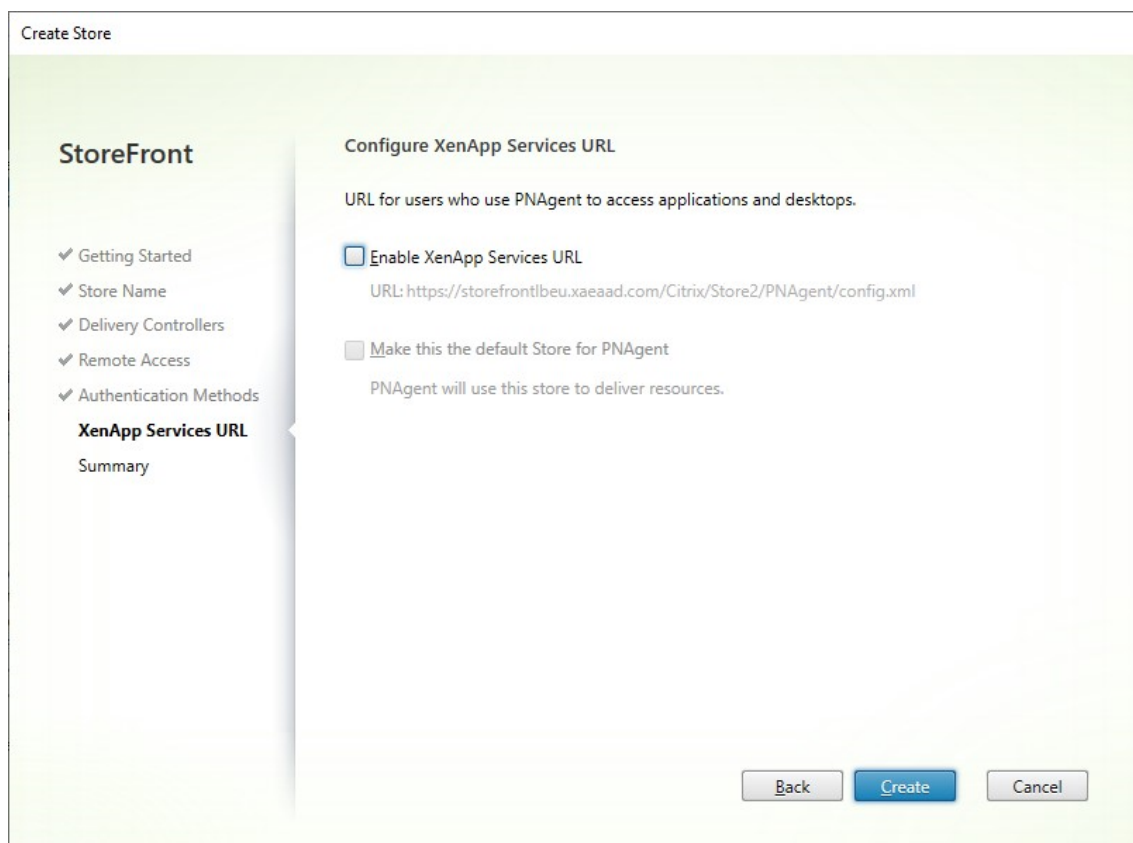 Create Store
StoreFront
Getting Started
Store Name
Delivery Controllers
Remote Access
Authentication Methods
XenApp Services URL
Summary
Configure XenApp Services URL
URL for users who use PNAgent to access applications and desktops.
Enable XenApp Services URL
URL: https://storefrontlbeu.xaeaad.com/Citrix/Store2/PNAgent/config.xml
Make this the default Store for PNAgent
PNAgent will use this store to deliver resources.
Back
Create
Cancel